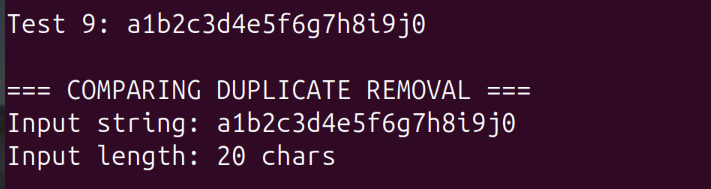 Test 9: a1b2c3d4e5f6g7h8i9j0
=== COMPARING DUPLICATE REMOVAL ===
Input string: a1b2c3d4e5f6g7h8i9j0
Input length: 20 chars